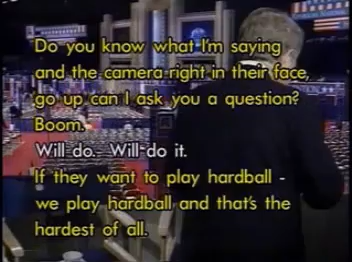 Do you know what I'm saying
and the camera right in their face,
go up can I ask you a question?
Boom.
Will do. Will do it.
If they want to play hardball -
we play hardball and that's the
hardest of all.